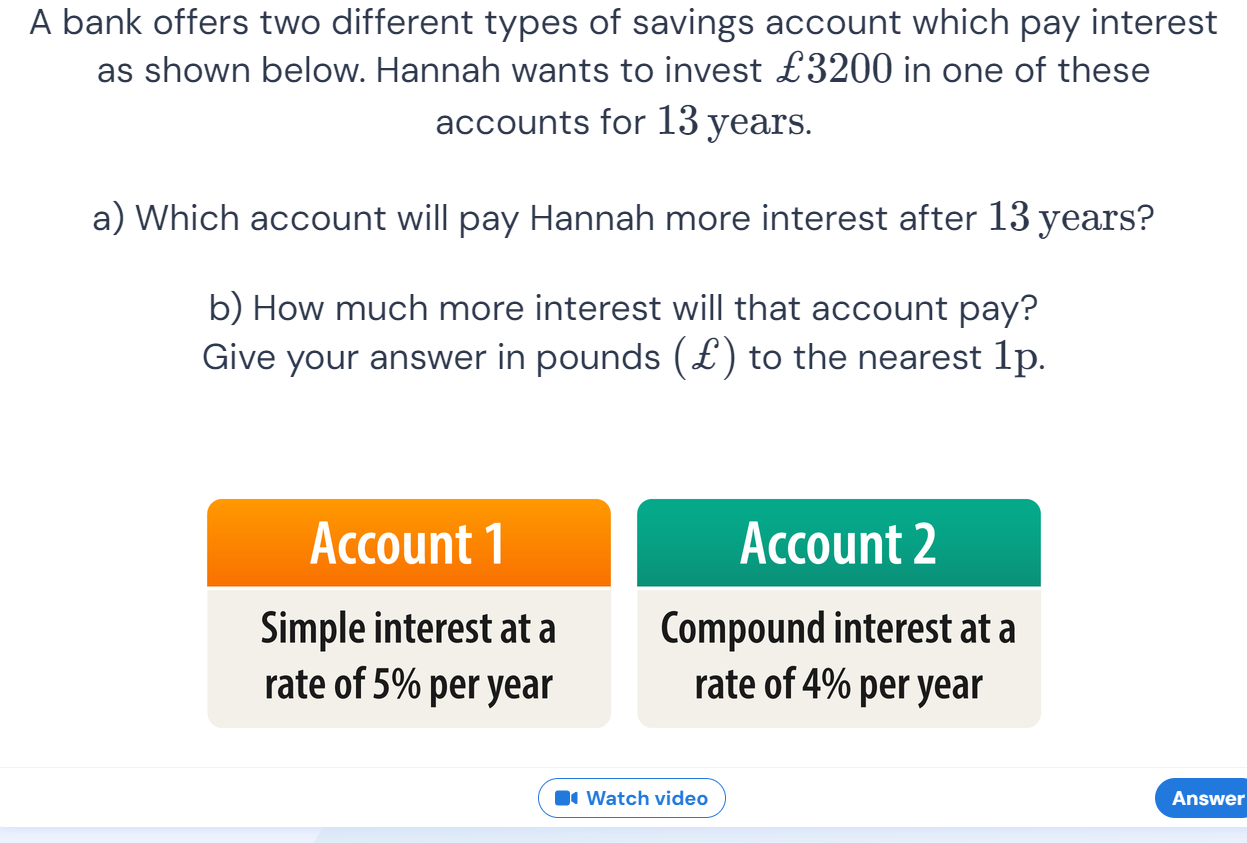 A bank offers two different types of savings account which pay interest
as shown below. Hannah wants to invest £3200 in one of these
accounts for 13 years.
a) Which account will pay Hannah more interest after 13 years?
b) How much more interest will that account pay?
Give your answer in pounds (£) to the nearest 1p.
Account 1
Simple interest at a
rate of 5% per year
Account 2
Compound interest at a
rate of 4% per year
Watch video
Answer